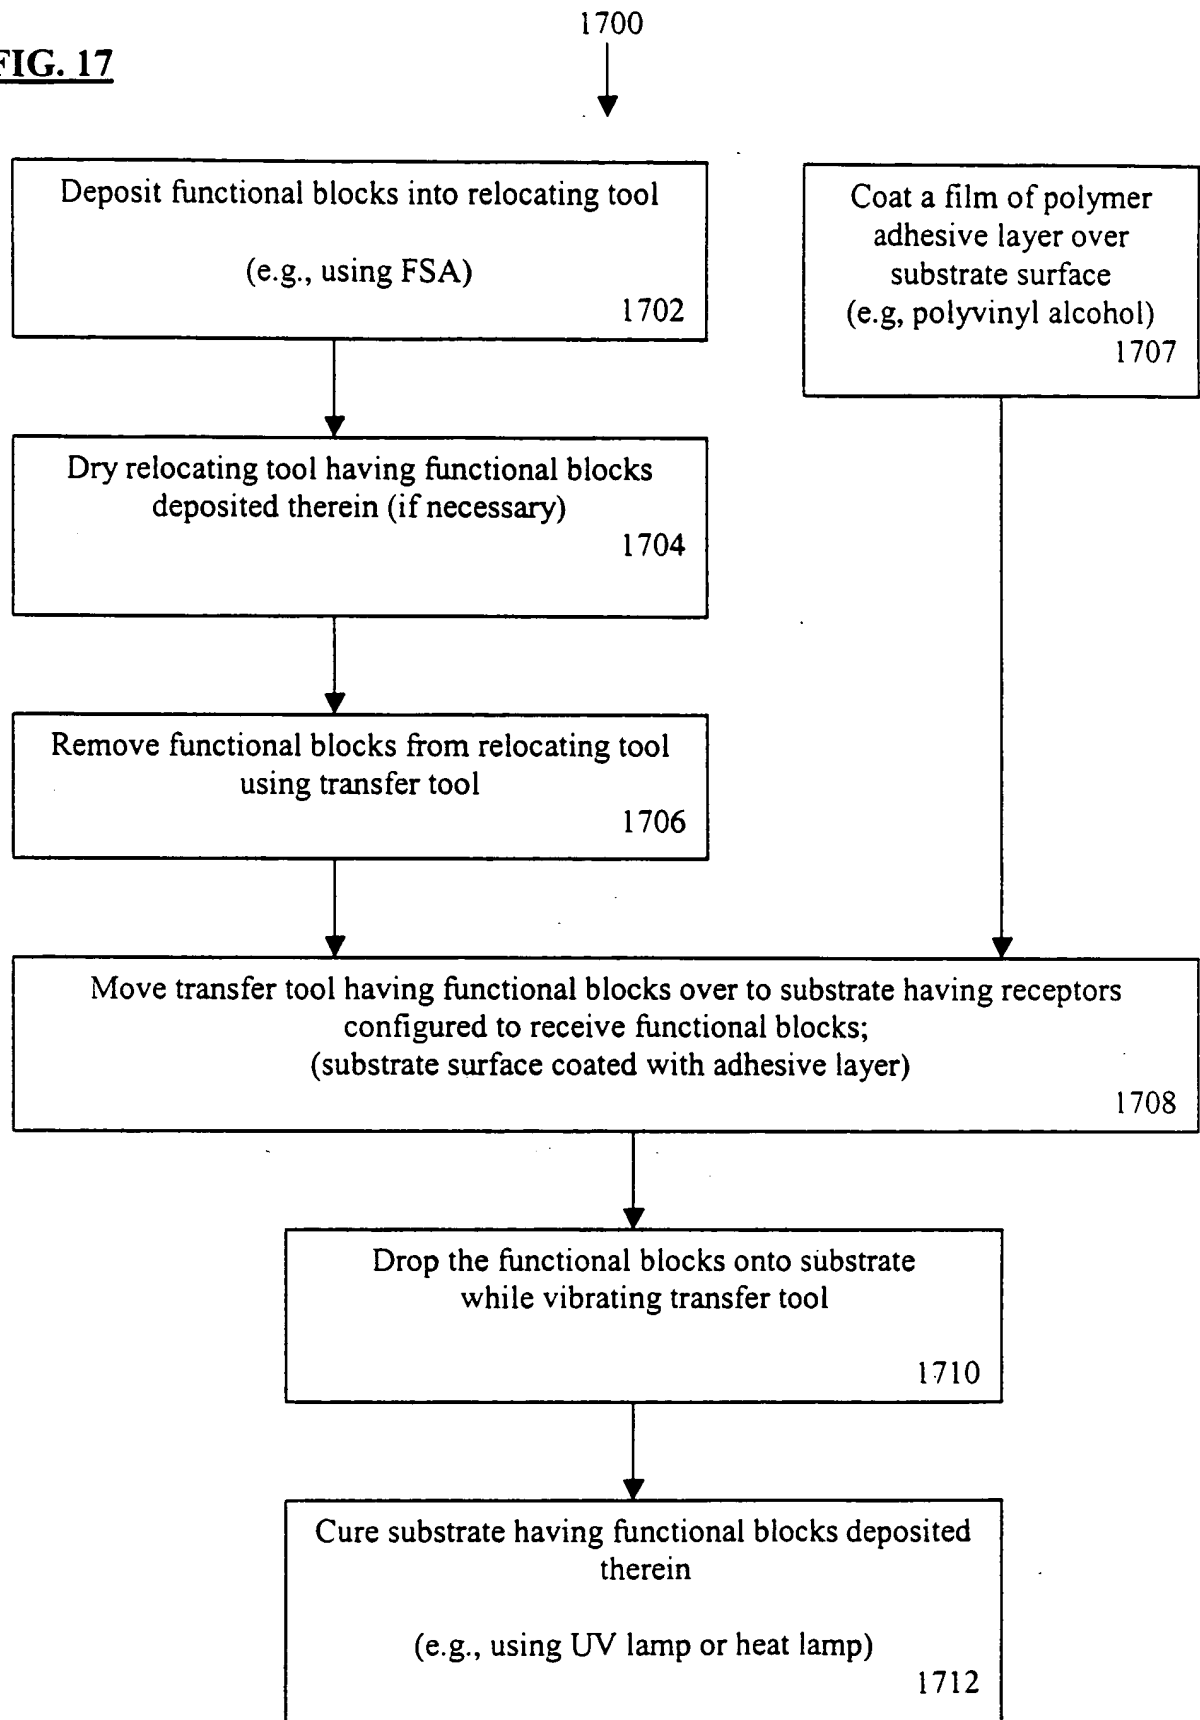 1700
FIG. 17
Deposit functional blocks into relocating tool
(e.g., using FSA)
1702
Coat a film of polymer
adhesive layer over
substrate surface
(e.g, polyvinyl alcohol)
1707
Dry relocating tool having functional blocks
deposited therein (if necessary)
1704
Remove functional blocks from relocating tool
using transfer tool
1706
Move transfer tool having functional blocks over to substrate having receptors
configured to receive functional blocks;
(substrate surface coated with adhesive layer)
1708
Drop the functional blocks onto substrate
while vibrating transfer tool
1710
Cure substrate having functional blocks deposited
therein
(e.g., using UV lamp or heat lamp)
1712